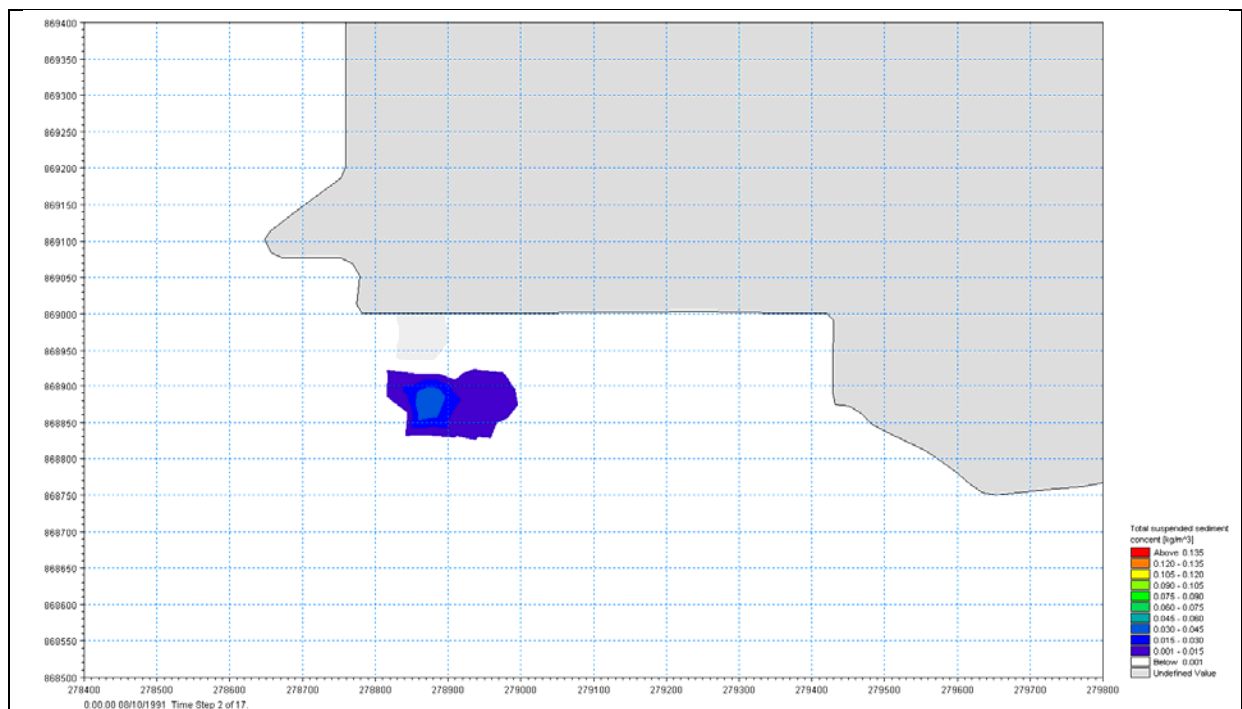 869400
869350
869300
869250
869200
869150
869100
869050
869000
868950
868900
868850
868800
868750
868700
868650
868600
868550
868500
278400 278500 278600 278700 278800 278900 279000 279100 279200 279300 279400 279500 279600 279700 279800
0.00.00 08/10/1991 Time Step 2 of 17.
Total suspended sediment
concent [kg/m^3]
Above 0.135
0.120 - 0.135
0.105 - 0.120
0.090 - 0.105
0.075 - 0.090
0.060 - 0.075
0.045 - 0.060
0.030 - 0.045
0.015 - 0.030
0.001 - 0.015
Below 0.001
Undefined Value